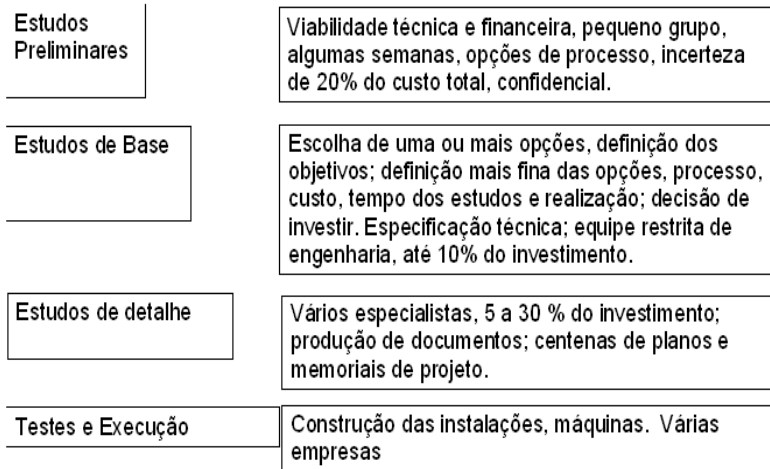 Estudos
Preliminares
Viabilidade técnica e financeira, pequeno grupo,
algumas semanas, opções de processo, incerteza
de 20% do custo total, confidencial.
Estudos de Base
Escolha de uma ou mais opções, definição dos
objetivos; definição mais fina das opções, processo,
custo, tempo dos estudos e realização; decisão de
investir. Especificação técnica; equipe restrita de
engenharia, até 10% do investimento.
Estudos de detalhe
Vários especialistas, 5 a 30 % do investimento;
produção de documentos; centenas de planos e
memoriais de projeto.
Testes e Execução
Construção das instalações, máquinas. Várias
empresas